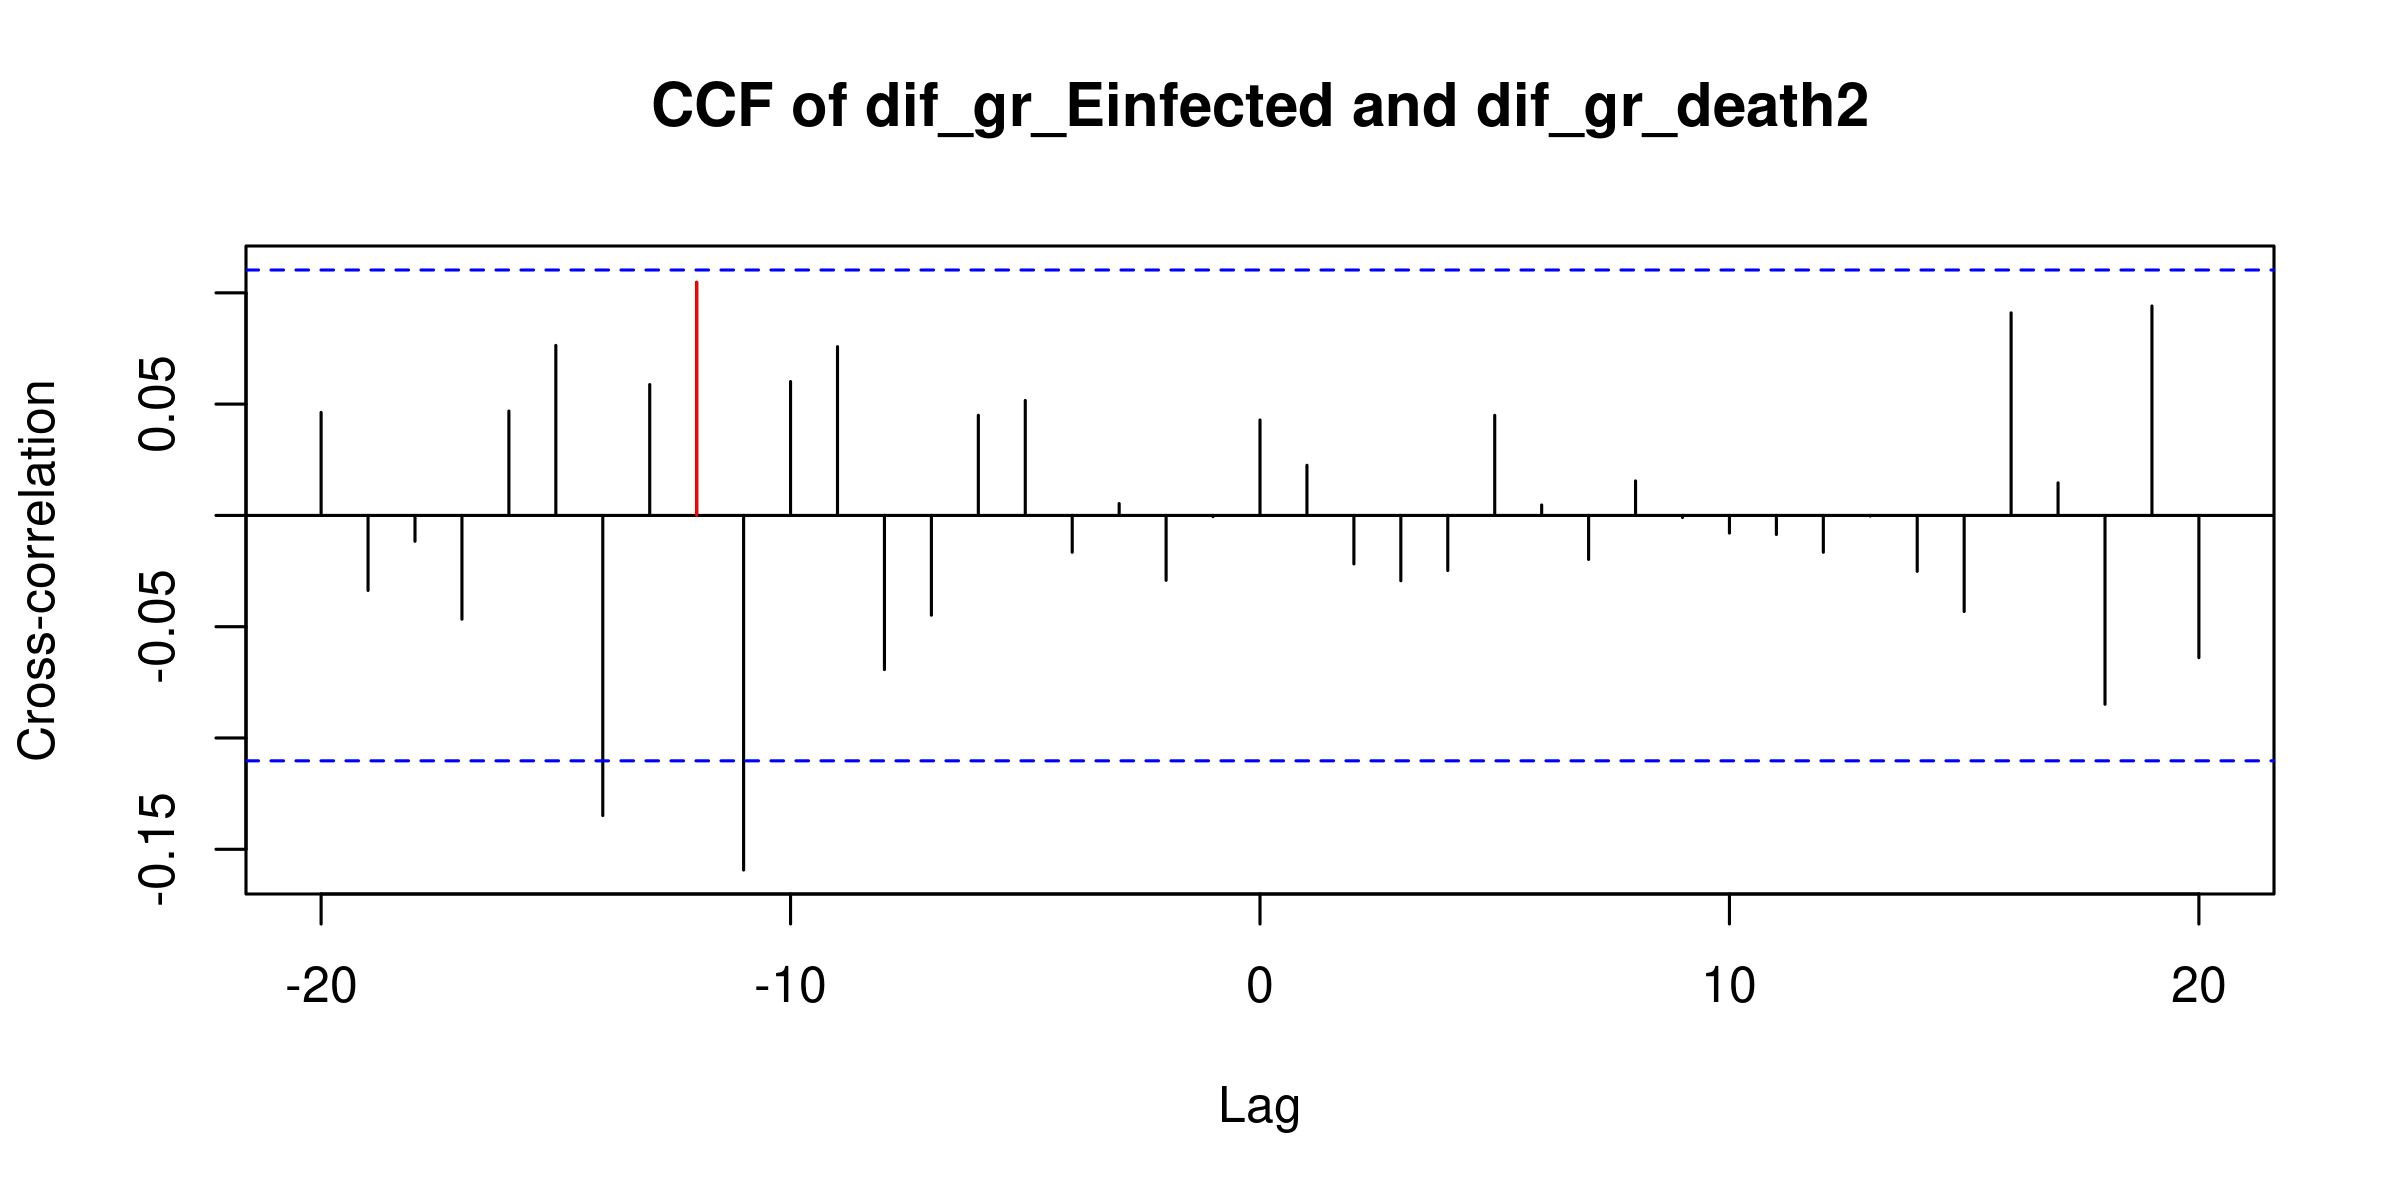 CCF of dif_gr_Einfected and dif_gr_death2
Cross-correlation
0.05
-0.05
-0.15
-20
-10
0
10
20
Lag